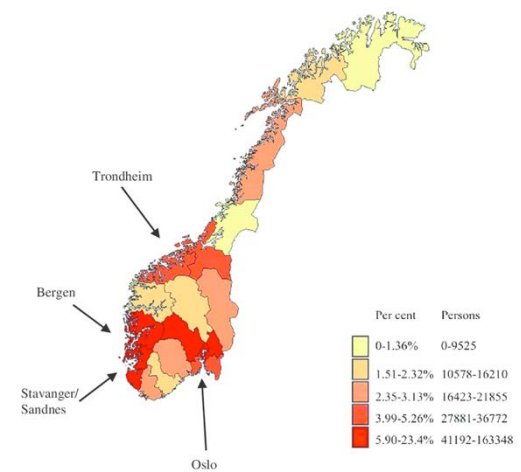 Trondheim
Bergen
Stavanger/
Sandnes
Oslo
Per cent Persons
0-1.36% 0-9525
1.51-2.32% 10578-16210
2.35-3.13% 16423-21855
3.99-5.26% 27881-36772
5.90-23.4% 41192-163348